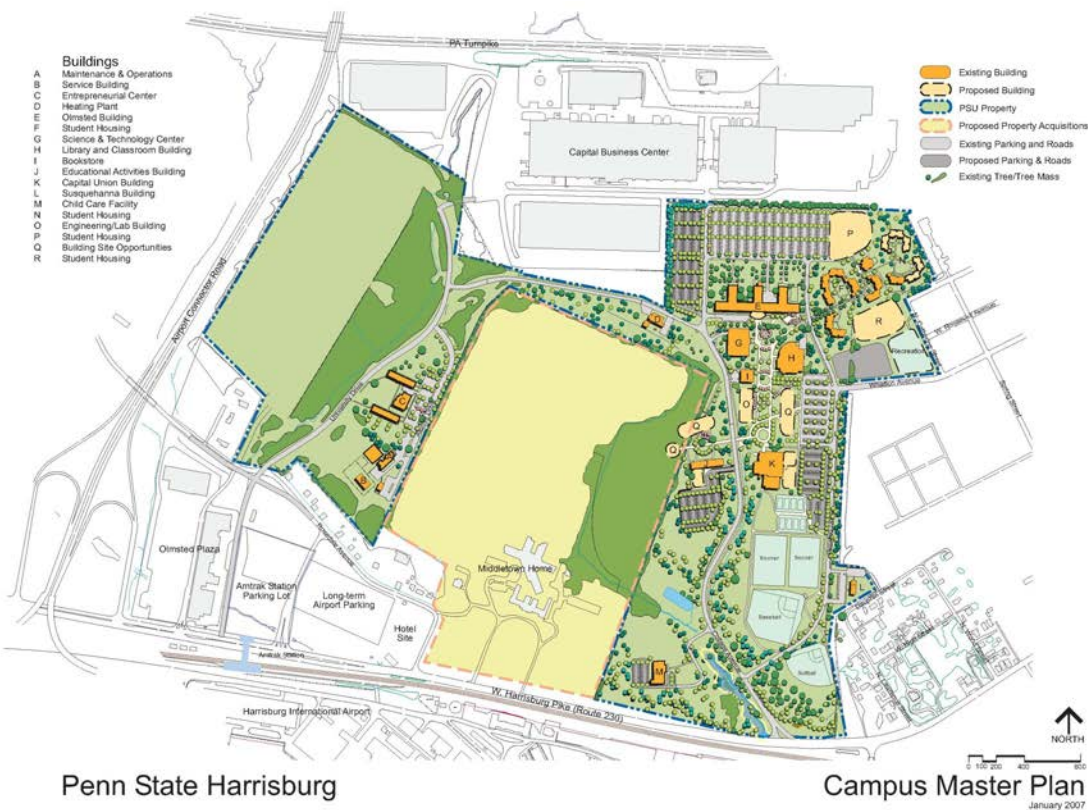 PA Turnpike
Buildings
A Maintenance & Operations
B Service Building
C Entrepreneurial Center
D Heating Plant
E Olmsted Building
F Student Housing
G Science & Technology Center
H Library and Classroom Building
I Bookstore
J Educational Activities Building
K Capital Union Building
L Susquehanna Building
M Child Care Facility
N Student Housing
O Engineering/Lab Building
P Student Housing
Q Building Site Opportunities
R Student Housing
Existing Building
Proposed Building
PSU Property
Proposed Property Acquisitions
Existing Parking and Roads
Proposed Parking & Roads
Existing Tree/Tree Mass
Capital Business Center
Airport Connector Road
University Drive
P
E
R
G
H
Recreation
I
Wharton Avenue
Spring Street
C
O
Q
Q
Q
K
B
Olmsted Plaza
Middletown Home
Soccer
Soccer
Baseball
Softball
Amtrak Station
Parking Lot
Long-term
Airport Parking
Hotel
Site
Amtrak Station
M
W. Harrisburg Pike (Route 230)
Harrisburg International Airport
NORTH
0 100 200 400 800
Penn State Harrisburg
Campus Master Plan
January 2007